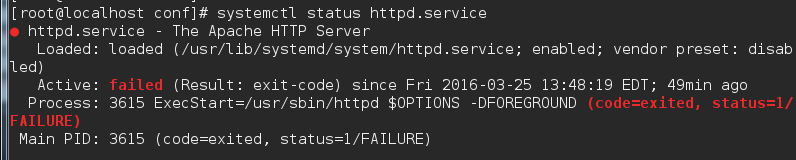 [root@localhost conf]# systemctl status httpd.service
● httpd.service - The Apache HTTP Server
   Loaded: loaded (/usr/lib/systemd/system/httpd.service; enabled; vendor preset: disab
led)
   Active: failed (Result: exit-code) since Fri 2016-03-25 13:48:19 EDT; 49min ago
  Process: 3615 ExecStart=/usr/sbin/httpd $OPTIONS -DFOREGROUND (code=exited, status=1/
FAILURE)
 Main PID: 3615 (code=exited, status=1/FAILURE)